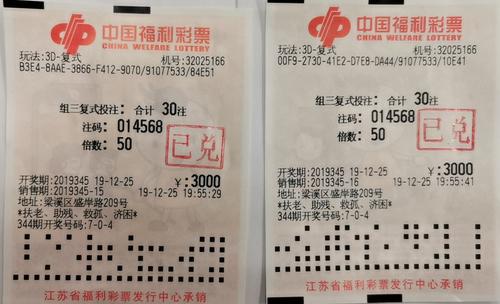 中国福利彩票
CHINA WELFARE LOTTERY
玩法:3D-复式 机号:32025166
B3E4-8AAE-3866-F412-9070/91077533/84E51
组三复式投注: 合计 30注
注码: 014568
倍数: 50
已兑
开奖期:2019345 19-12-25 ¥:3000
销售期:2019345-15 19-12-25 19:55:29
地址:梁溪区盛岸路209号
*扶老、助残、救孤、济困*
344期开奖号码:7-0-4
江苏省福利彩票发行中心承销
中国福利彩票
CHINA WELFARE LOTTERY
玩法:3D-复式 机号:32025166
00F9-2730-41E2-D7E8-DA44/91077533/10E41
组三复式投注: 合计 30注
注码: 014568
倍数: 50
已兑
开奖期:2019345 19-12-25 ¥:3000
销售期:2019345-16 19-12-25 19:55:41
地址:梁溪区盛岸路209号
*扶老、助残、救孤、济困*
344期开奖号码:7-0-4
江苏省福利彩票发行中心承销